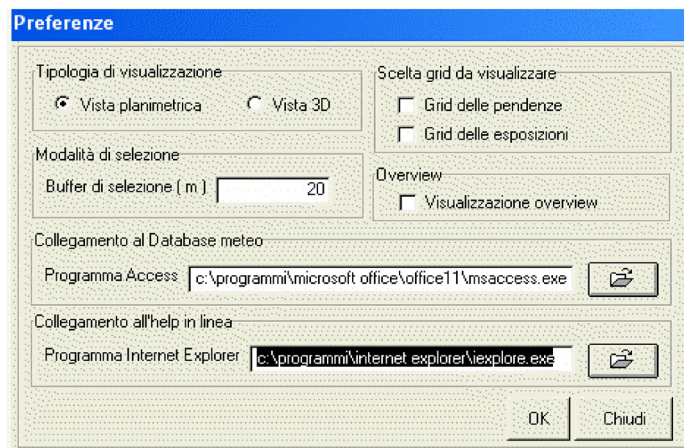 Preferenze
Tipologia di visualizzazione
Vista planimetrica
Vista 3D
Scelta grid da visualizzare
Grid delle pendenze
Grid delle esposizioni
Modalità di selezione
Buffer di selezione ( m )
20
Overview
Visualizzazione overview
Collegamento al Database meteo
Programma Access
c:\programmi\microsoft office\office11\msaccess.exe
Collegamento all'help in linea
Programma Internet Explorer
c:\programmi\internet explorer\iexplore.exe
OK
Chiudi